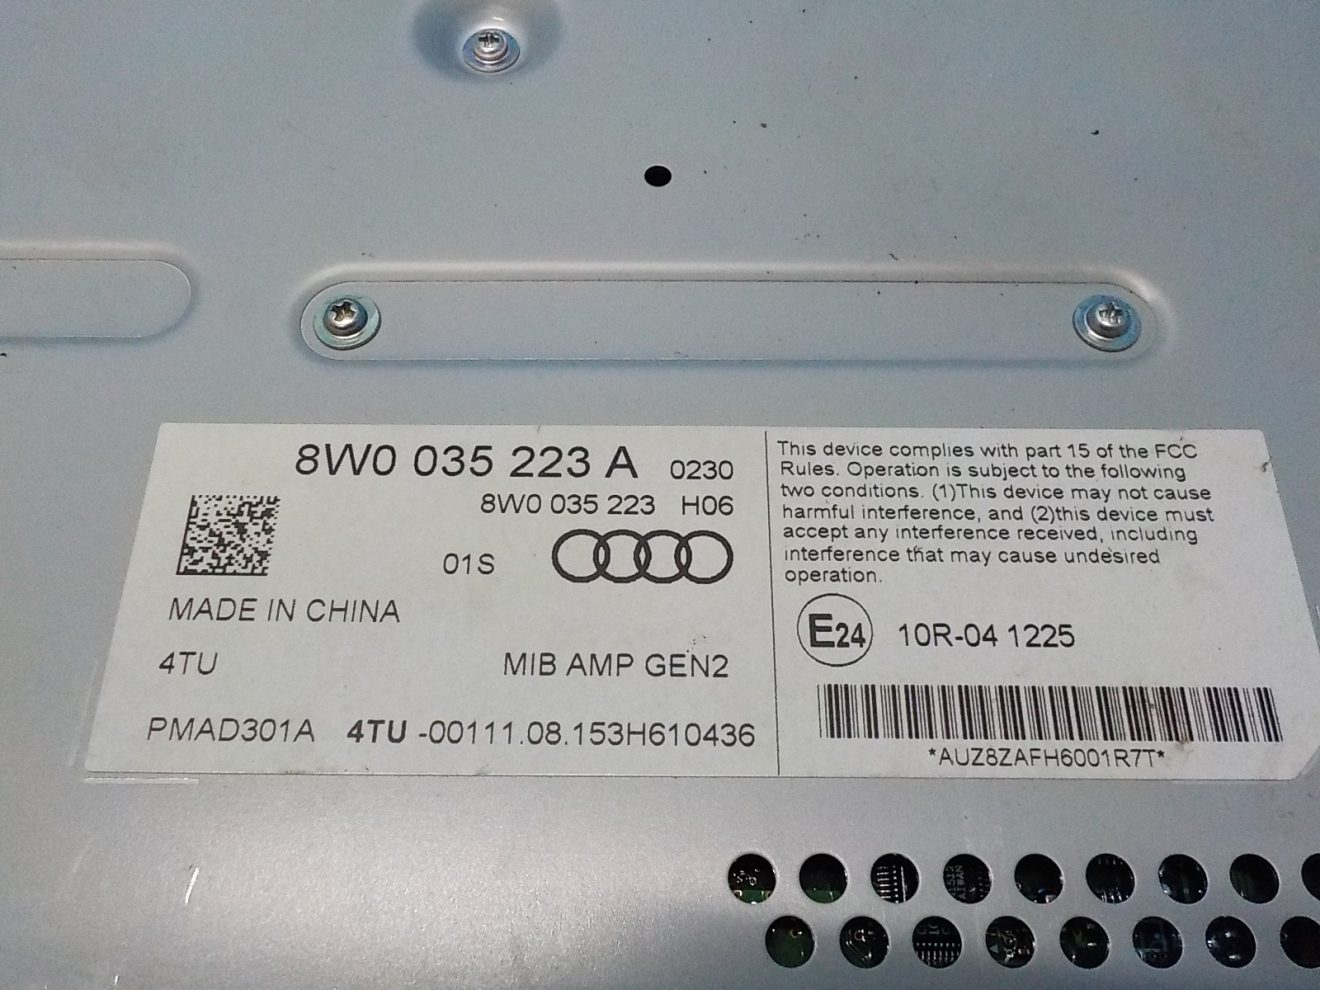 8W0 035 223 A 0230
8W0 035 223 H06
01S
MADE IN CHINA
4TU MIB AMP GEN2
PMAD301A 4TU -00111.08.153H610436
This device complies with part 15 of the FCC
Rules. Operation is subject to the following
two conditions. (1)This device may not cause
harmful interference, and (2)this device must
accept any interference received, including
interference that may cause undesired
operation.
E24 10R-04 1225
*AUZ8ZAFH6001R7T*